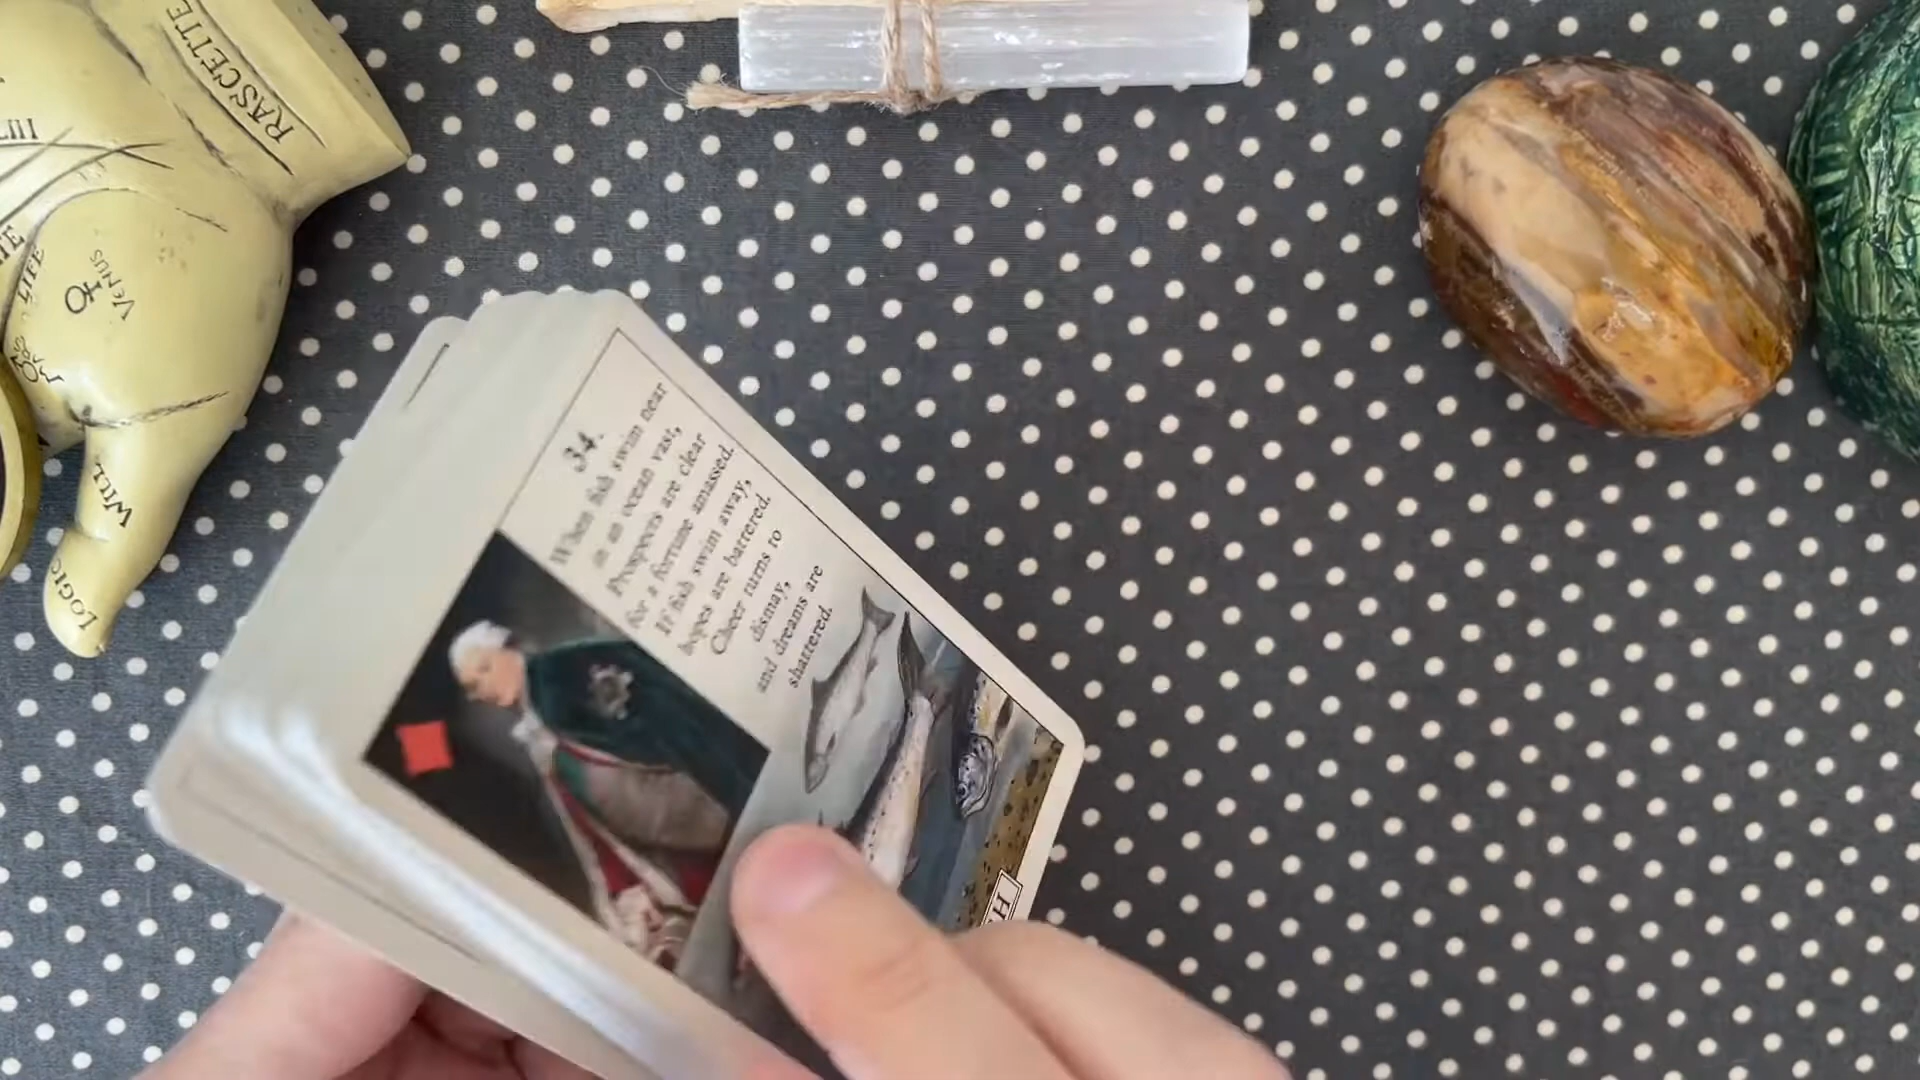 RASCETTE
VENUS
LIFE
WILL
LOGIC
34.
When fish swim near
in an ocean vast,
Prospects are clear
for a fortune amassed.
If fish swim away,
hopes are battered.
Cheer turns to
dismay,
and dreams are
shattered.